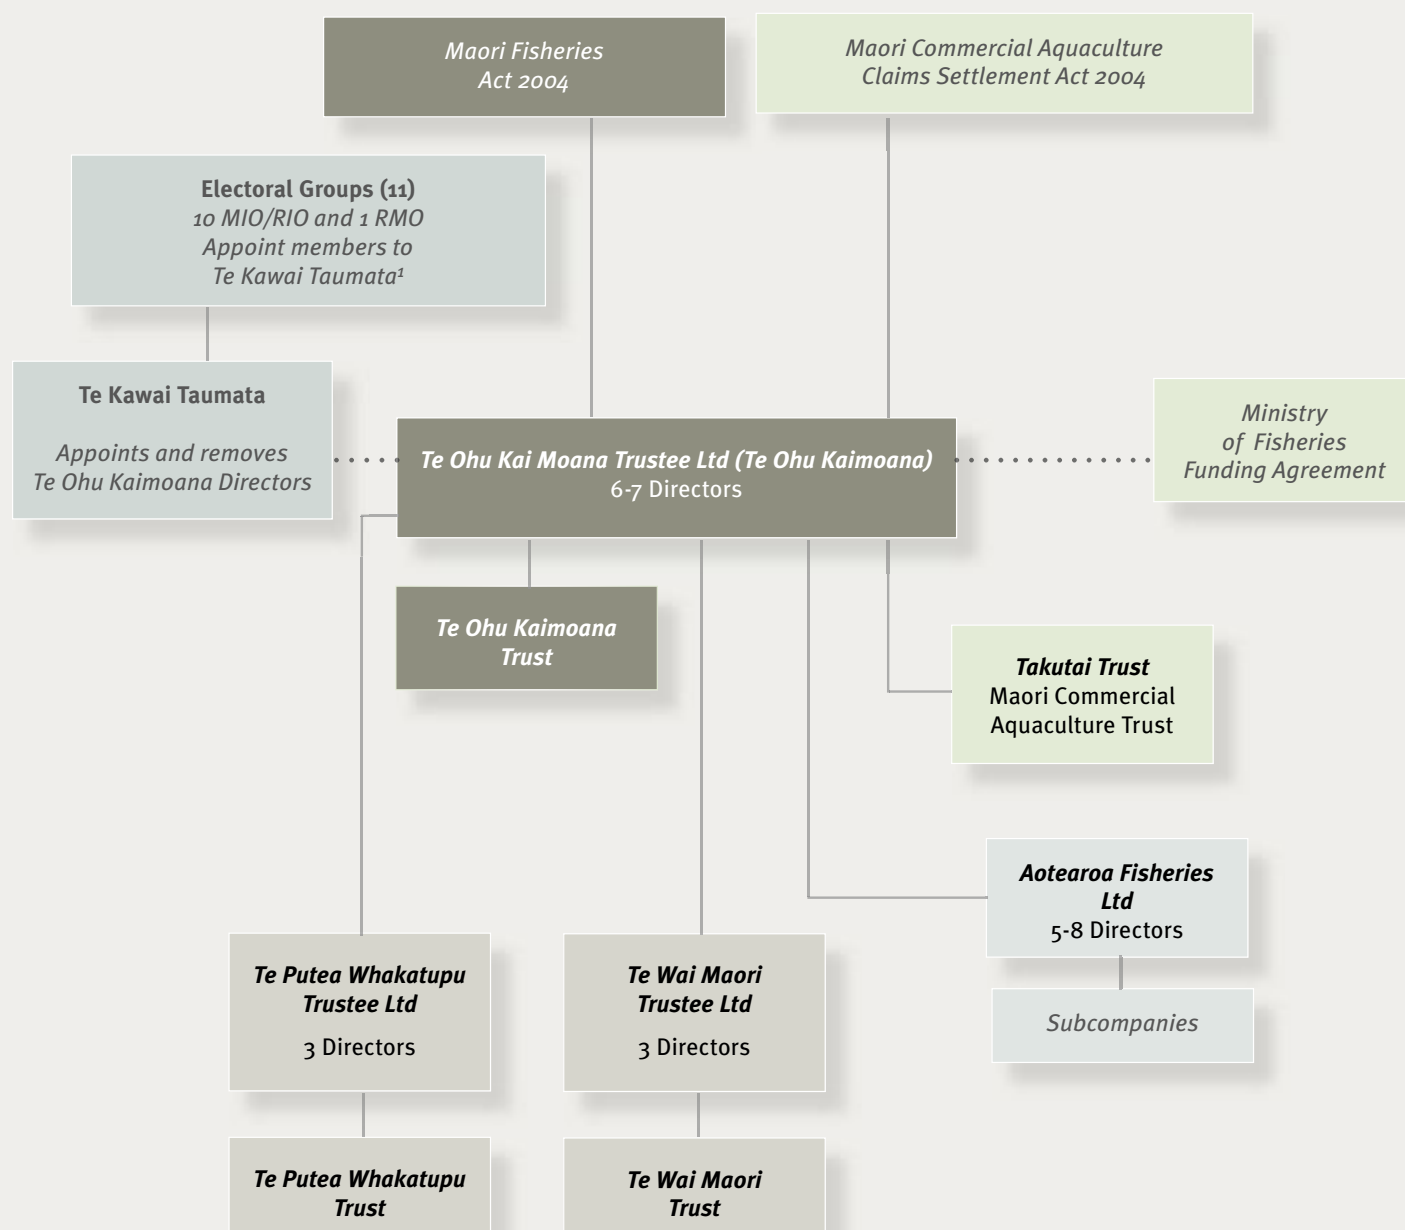 Maori Fisheries
Act 2004
Maori Commercial Aquaculture
Claims Settlement Act 2004
Electoral Groups (11)
10 MIO/RIO and 1 RMO
Appoint members to
Te Kawai Taumata¹
Te Kawai Taumata
Appoints and removes
Te Ohu Kaimoana Directors
Te Ohu Kai Moana Trustee Ltd (Te Ohu Kaimoana)
6-7 Directors
Ministry
of Fisheries
Funding Agreement
Te Ohu Kaimoana
Trust
Takutai Trust
Maori Commercial
Aquaculture Trust
Aotearoa Fisheries
Ltd
5-8 Directors
Subcompanies
Te Putea Whakatupu
Trustee Ltd
3 Directors
Te Wai Maori
Trustee Ltd
3 Directors
Te Putea Whakatupu
Trust
Te Wai Maori
Trust